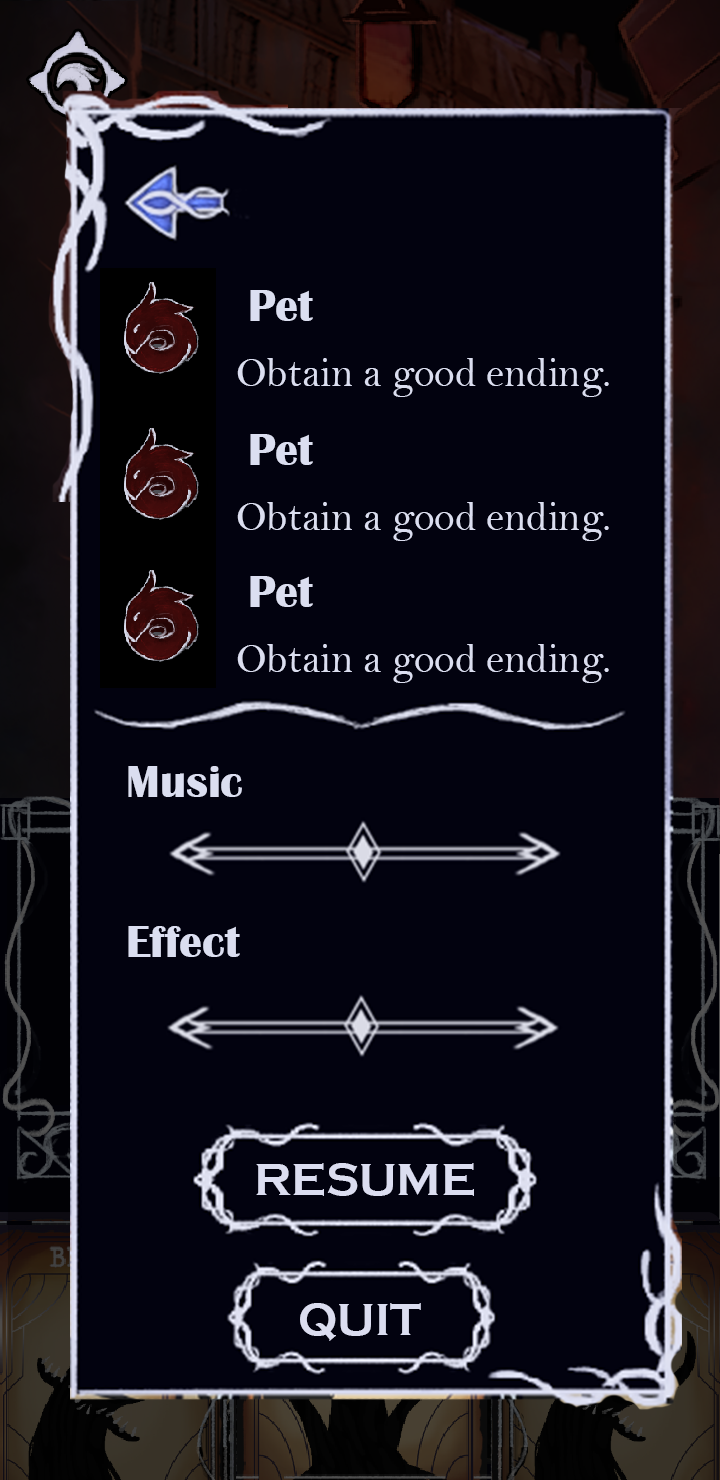 Pet
Obtain a good ending.
Pet
Obtain a good ending.
Pet
Obtain a good ending.
Music
Effect
RESUME
QUIT